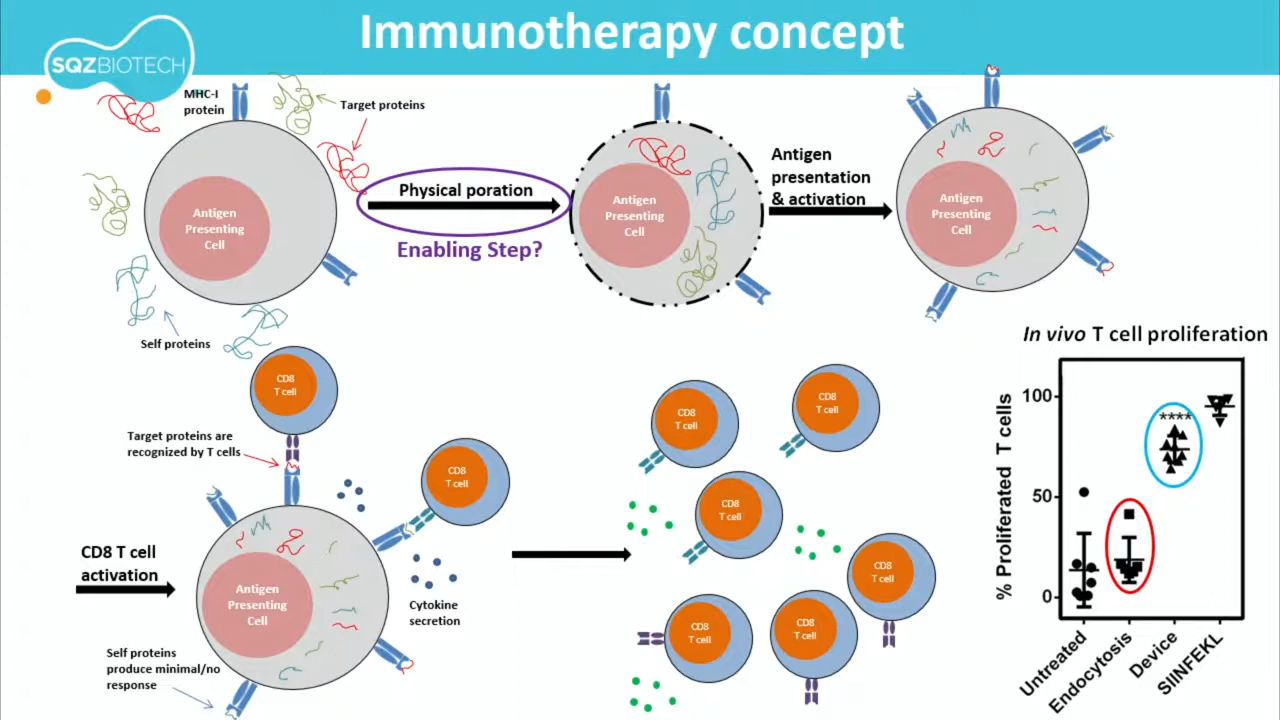 Immunotherapy concept
SQZBIOTECH
MHC-I
protein
Target proteins
Antigen
Presenting
Cell
Self proteins
Physical poration
Enabling Step?
Antigen
Presenting
Cell
Antigen
presentation
& activation
Antigen
Presenting
Cell
CD8 T cell
activation
Target proteins are
recognized by T cells
CD8
T cell
CD8
T cell
Antigen
Presenting
Cell
Cytokine
secretion
Self proteins
produce minimal/no
response
CD8
T cell
CD8
T cell
CD8
T cell
CD8
T cell
CD8
T cell
CD8
T cell
In vivo T cell proliferation
% Proliferated T cells
100
50
0
****
Untreated
Endocytosis
Device
SIINFEKL